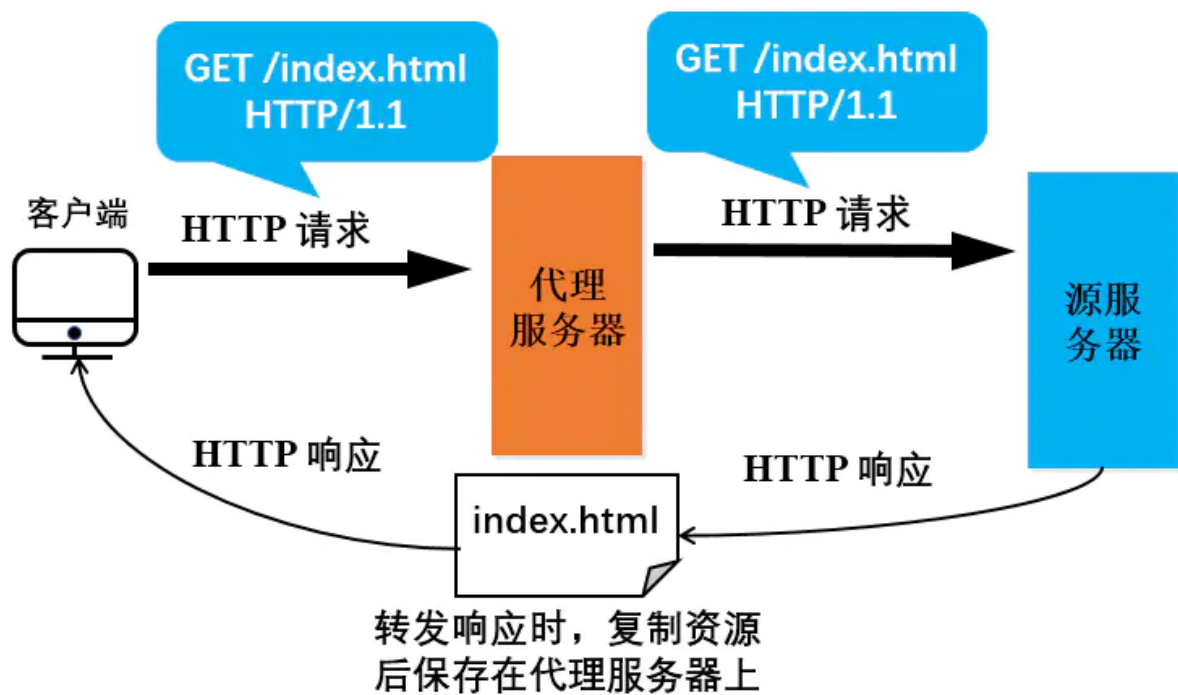 GET /index.html
HTTP/1.1
GET /index.html
HTTP/1.1
客户端
HTTP 请求
HTTP 请求
代理
服务器
源服
务器
HTTP 响应
HTTP 响应
index.html
转发响应时，复制资源
后保存在代理服务器上